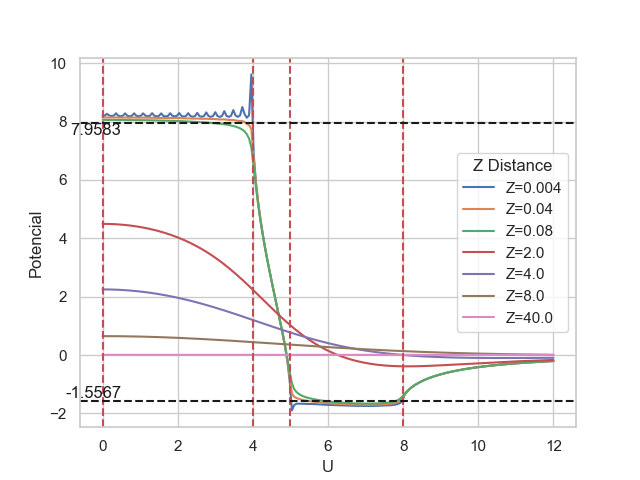 10
8
7.9583
6
4
2
0
-1.5567
−2
Potencial
0
2
4
6
8
10
12
U
Z Distance
Z=0.004
Z=0.04
Z=0.08
Z=2.0
Z=4.0
Z=8.0
Z=40.0